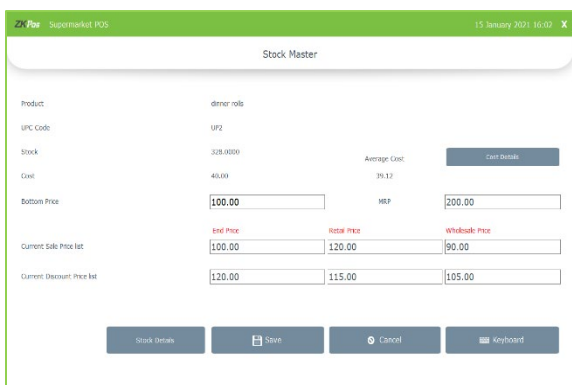 ZKPos Supermarket POS 15 January 2021 16:02 X
Stock Master
Product dinner rolls
UPC Code UP2
Stock 328.0000
Average Cost Cost Details
Cost 40.00 39.12
Bottom Price 100.00 MRP 200.00
End Price Retail Price Wholesale Price
Current Sale Price list 100.00 120.00 90.00
Current Discount Price list 120.00 115.00 105.00
Stock Details Save Cancel Keyboard